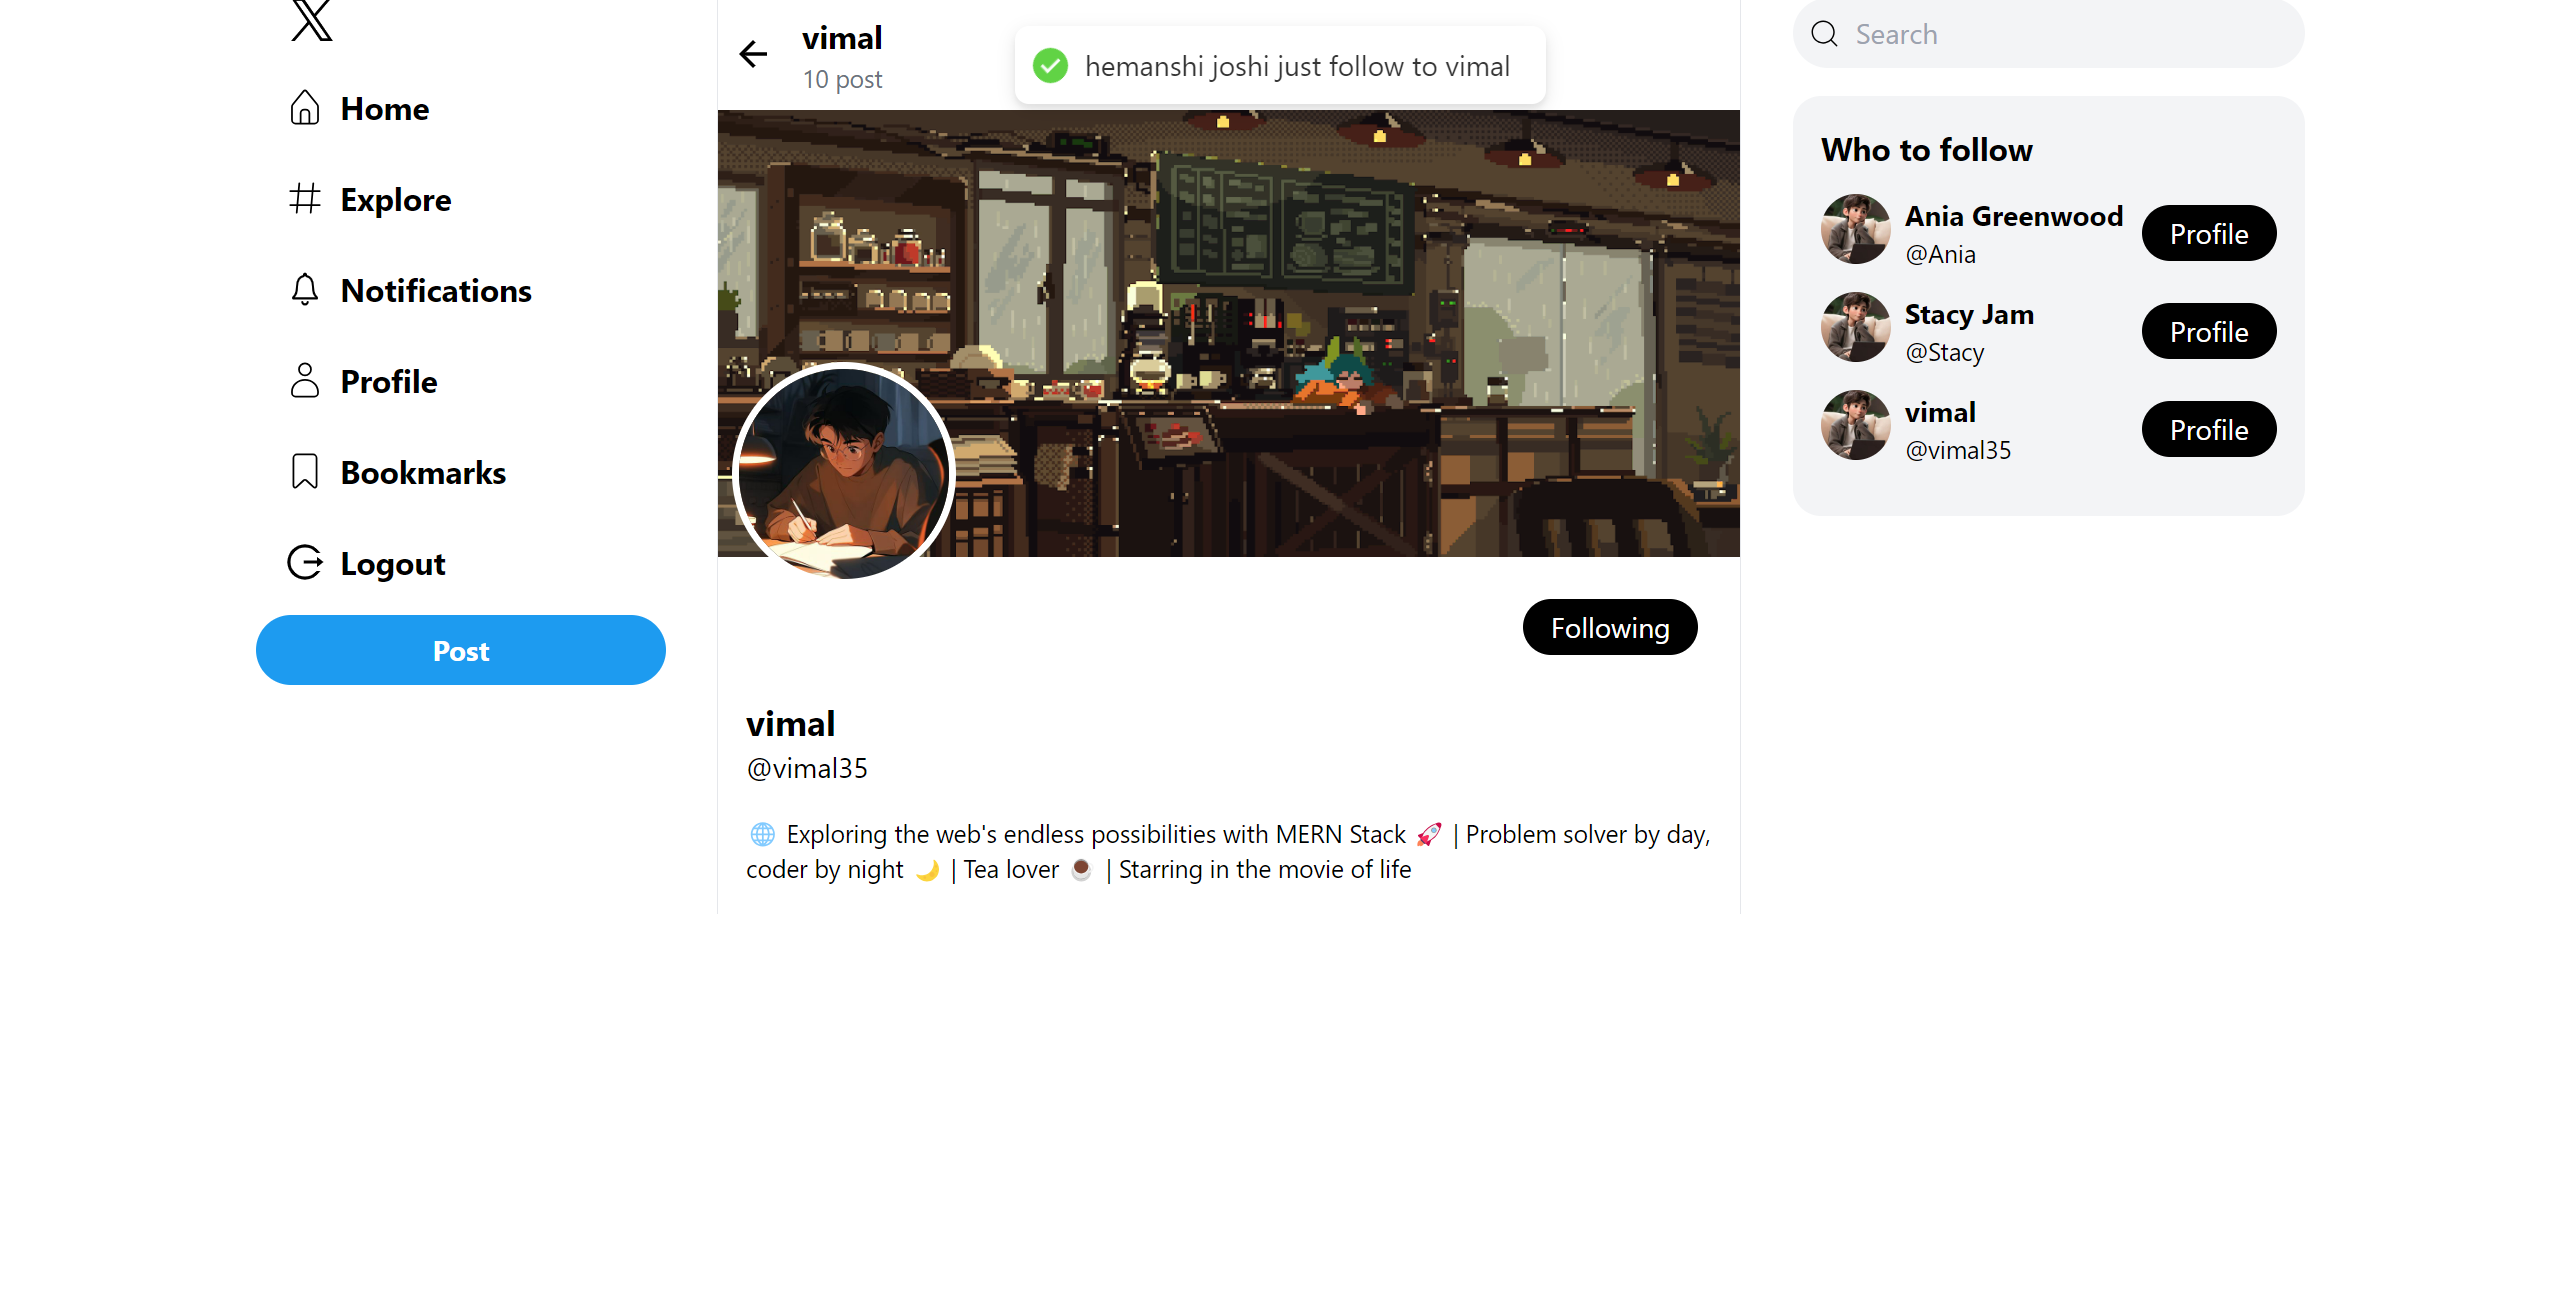 Home
Explore
Notifications
Profile
Bookmarks
Logout
Post
vimal
10 post
hemanshi joshi just follow to vimal
Following
vimal
@vimal35
🌐 Exploring the web's endless possibilities with MERN Stack 🚀 | Problem solver by day,
coder by night 🌙 | Tea lover ☕ | Starring in the movie of life
Search
Who to follow
Ania Greenwood
@Ania
Profile
Stacy Jam
@Stacy
Profile
vimal
@vimal35
Profile